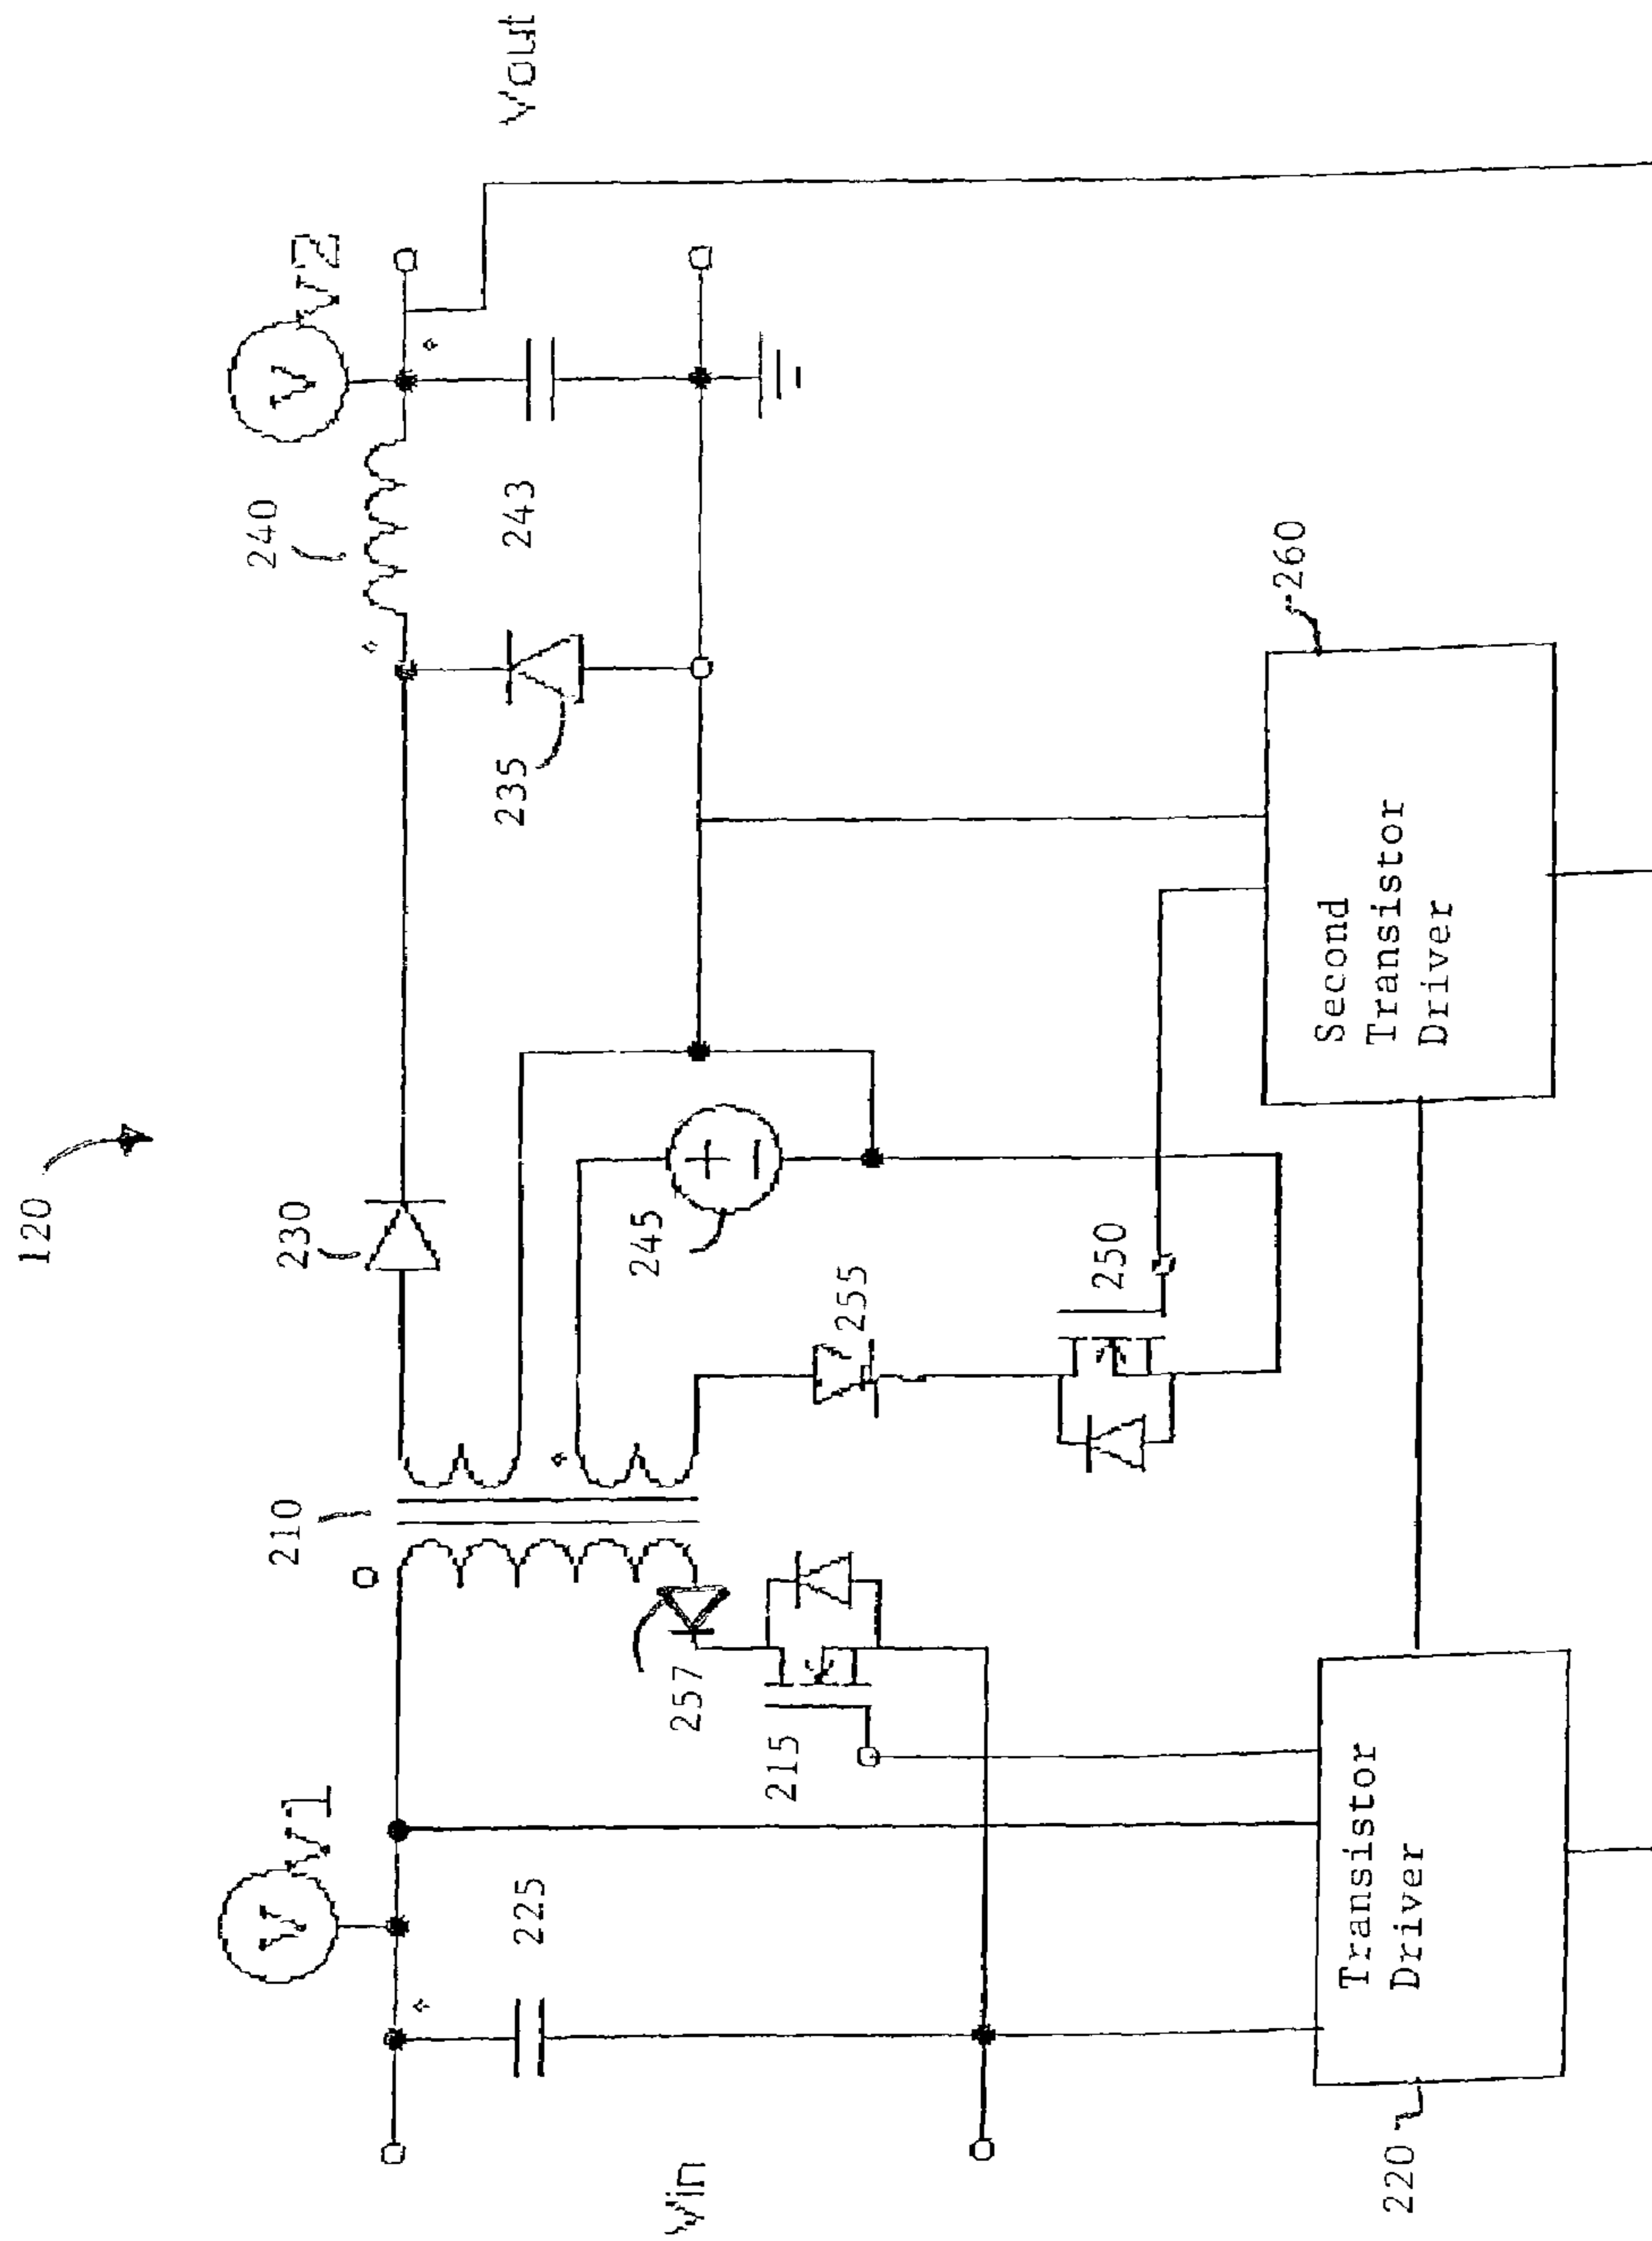 120
Vout
V
V2
240
243
235
230
245
255
250
260
Second
Transistor
Driver
210
257
215
V
V1
225
Vin
Transistor
Driver
220